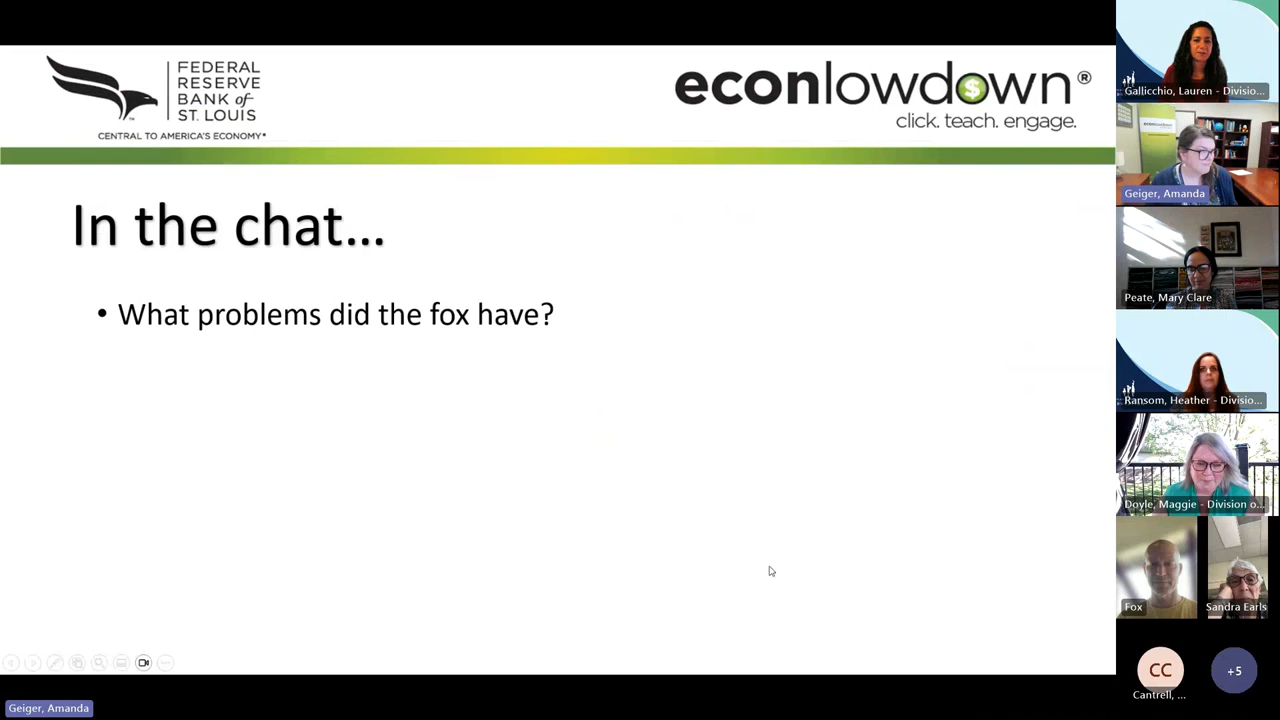 FEDERAL
RESERVE
BANK of
ST. LOUIS
CENTRAL TO AMERICA'S ECONOMY®
econlowdown®
click. teach. engage.
In the chat...
• What problems did the fox have?
Gallicchio, Lauren - Divisio...
Geiger, Amanda
Peate, Mary Clare
Ransom, Heather - Divisio...
Doyle, Maggie - Division o...
Fox
Sandra Earls
CC
Cantrell, ...
+5
Geiger, Amanda